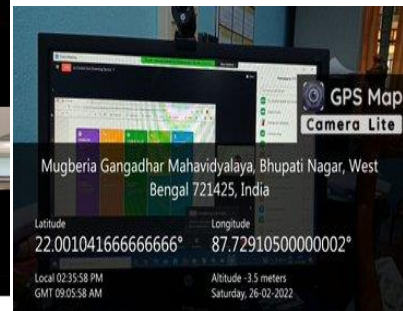 GPS Map
Camera Lite
Mugberia Gangadhar Mahavidyalaya, Bhupati Nagar, West
Bengal 721425, India
Latitude
Longitude
22.001041666666666°
87.72910500000002°
Local 02:35:58 PM
Altitude -3.5 meters
GMT 09:05:58 AM
Saturday, 26-02-2022